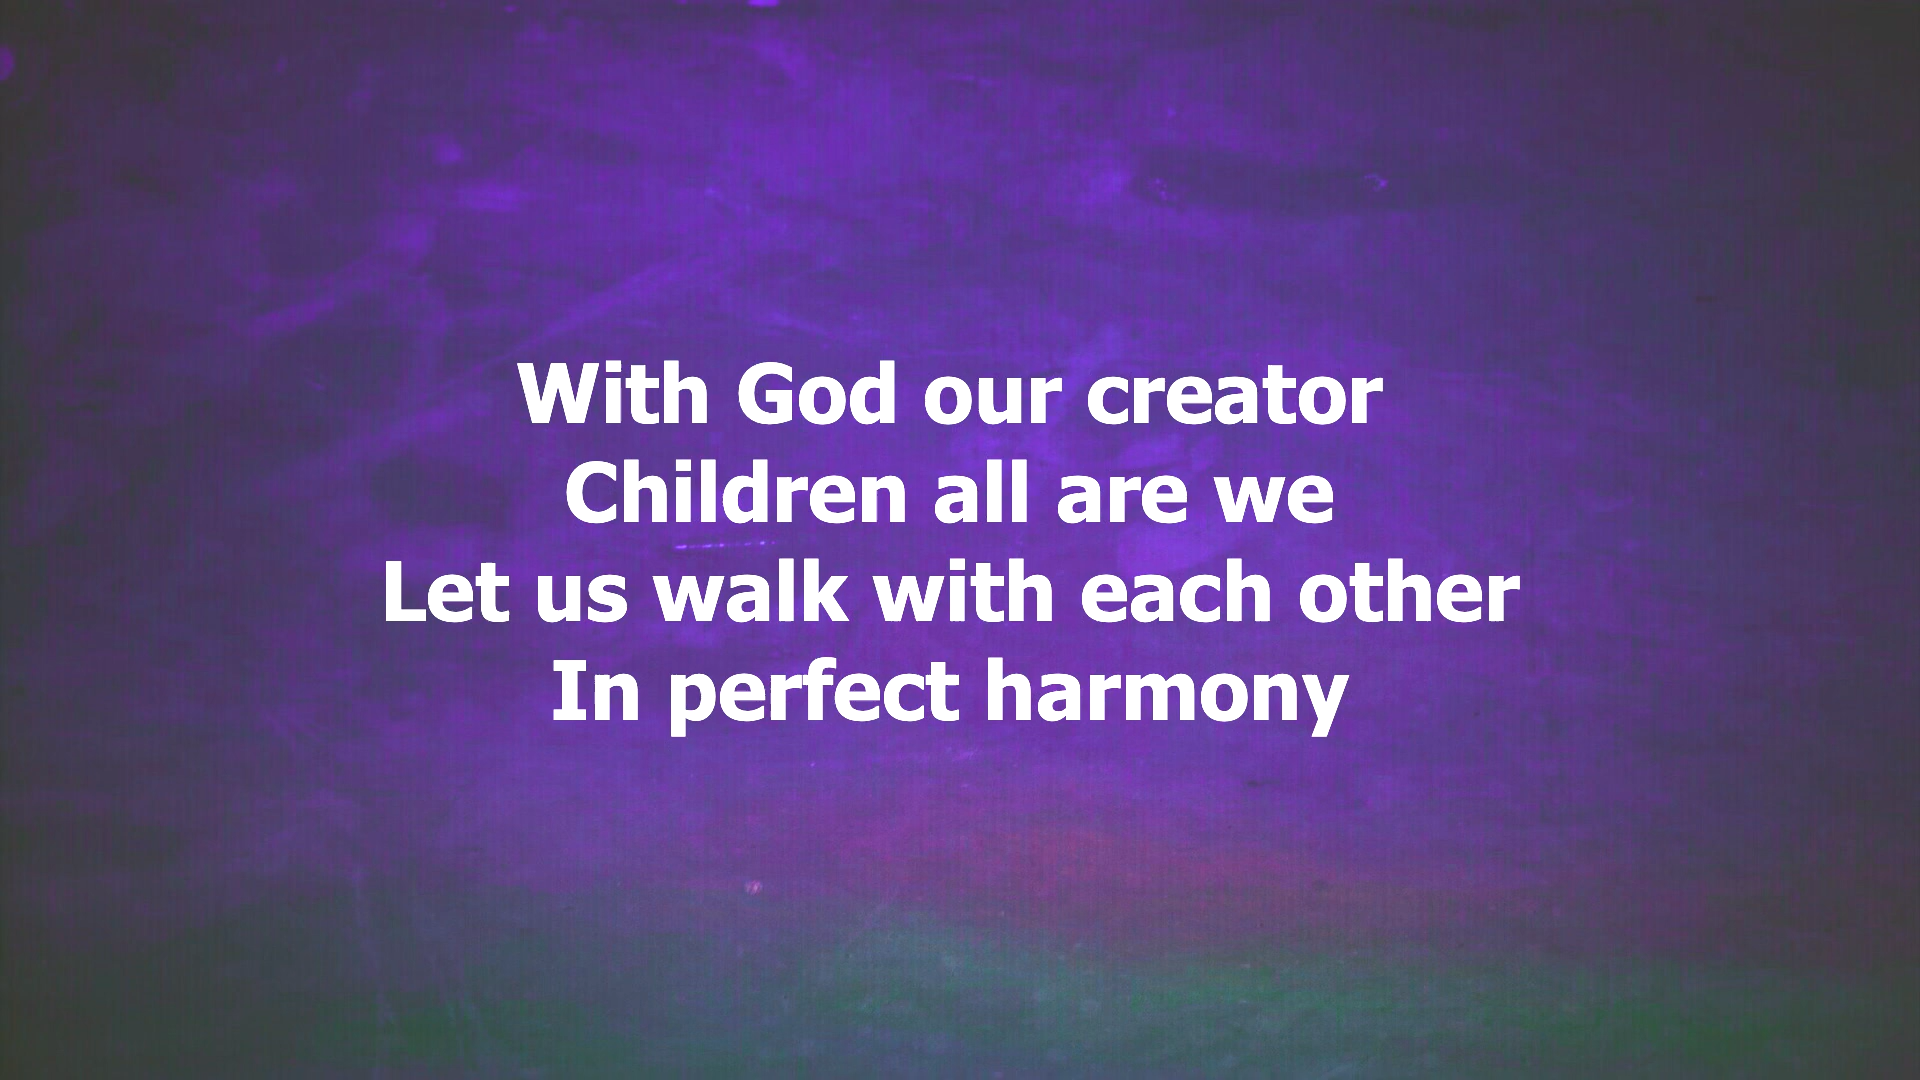 With God our creator
Children all are we
Let us walk with each other
In perfect harmony